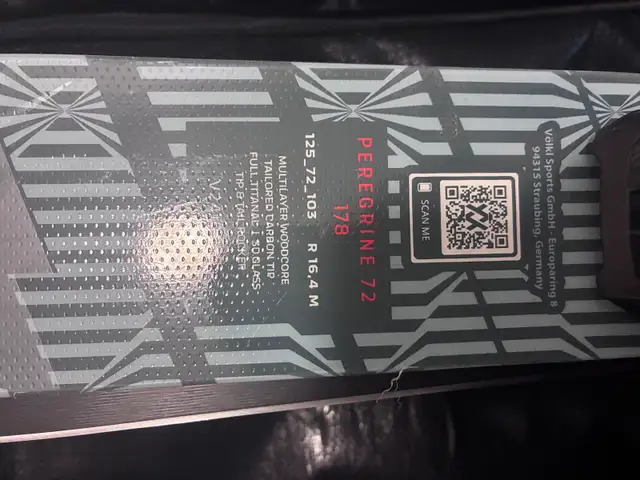 Völkl Sports GmbH - Europaring 8
94315 Straubing, Germany
SCAN ME
PEREGRINE 72
178
125_72_103 R 16.4 M
MULTILAYER WOODCORE
TAILORED CARBON TIP
FULL TITANAL | 3D.GLASS
TIP & TAIL ROCKER